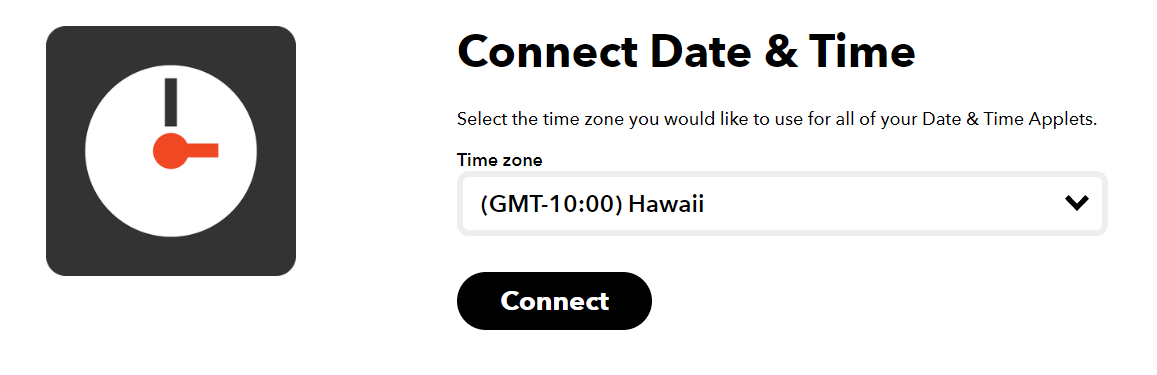 Connect Date & Time
Select the time zone you would like to use for all of your Date & Time Applets.
Time zone
(GMT-10:00) Hawaii
Connect